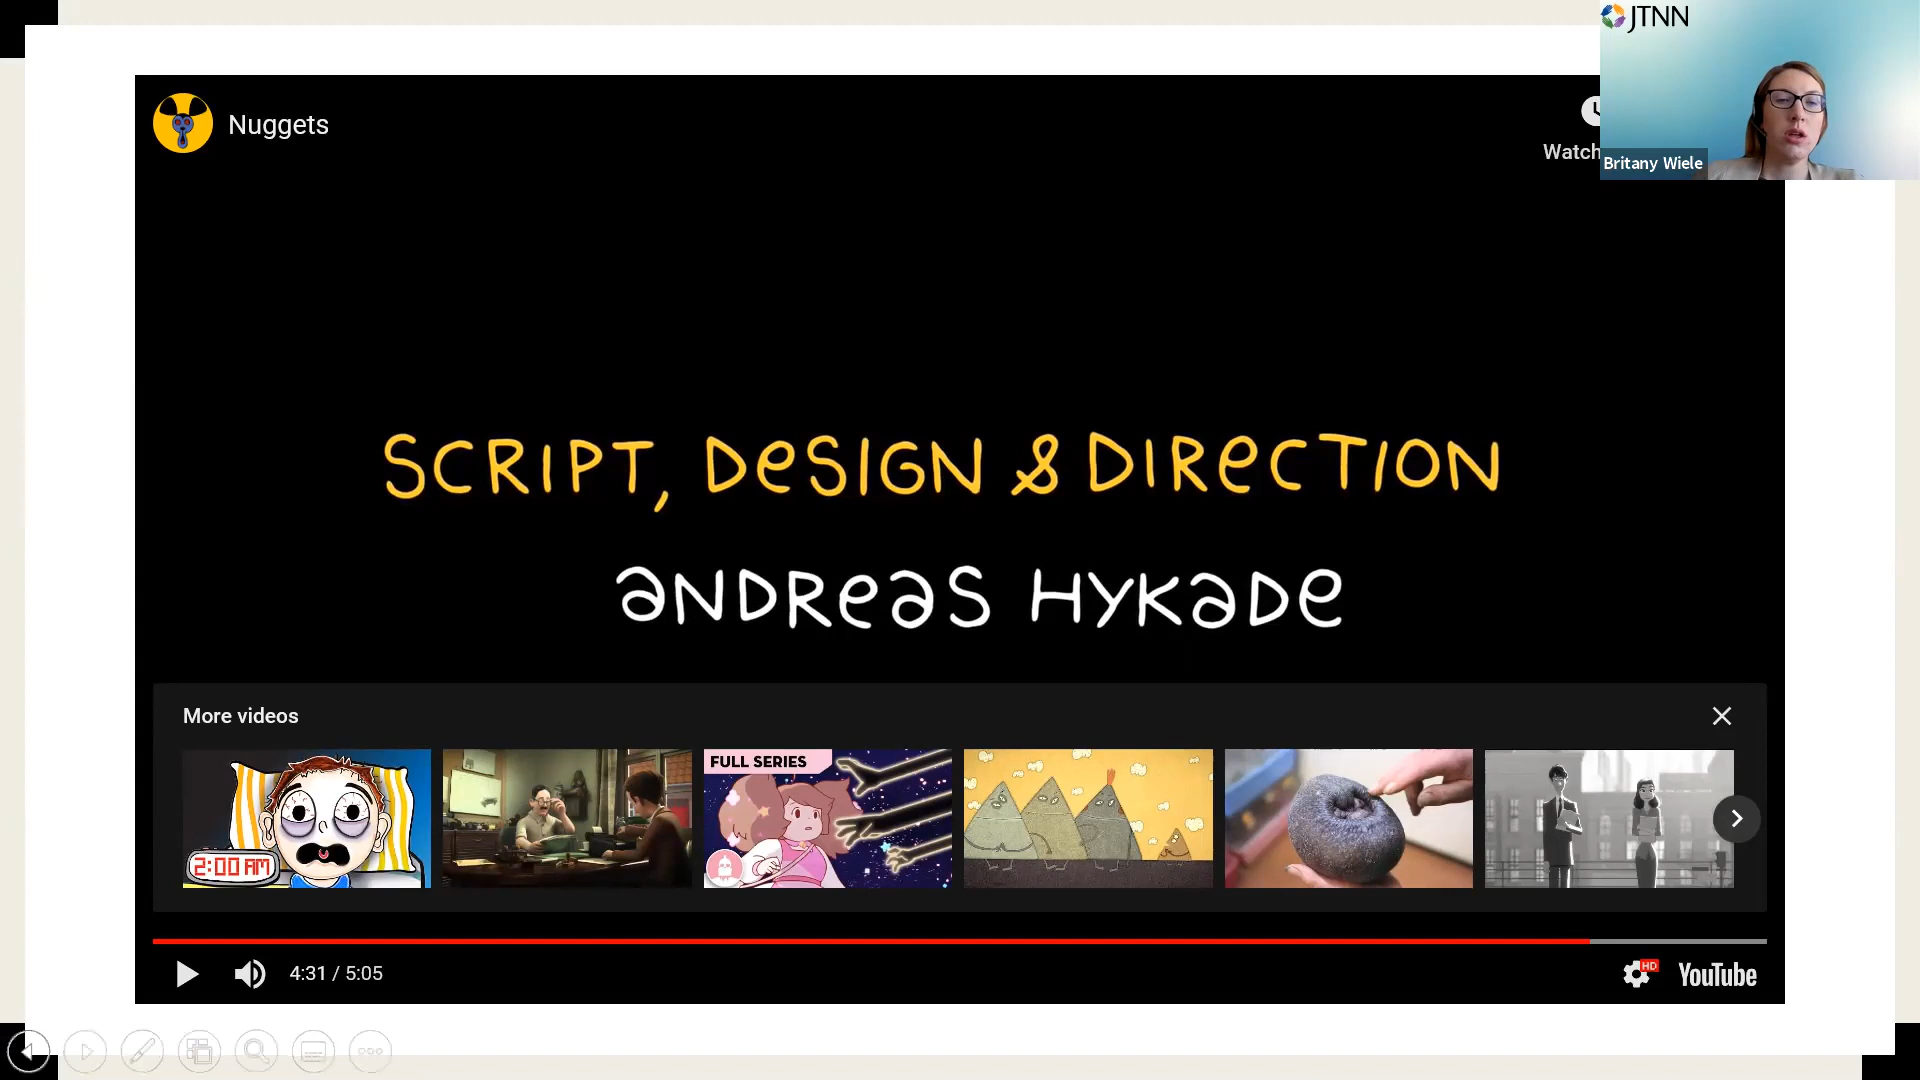 JTNN
Nuggets
Watch
Britany Wiele
SCRIPT, DeSIGN & DIReCTION
aNDReaS HYKaDe
More videos
2:00 AM
FULL SERIES
4:31 / 5:05
HD
YouTube